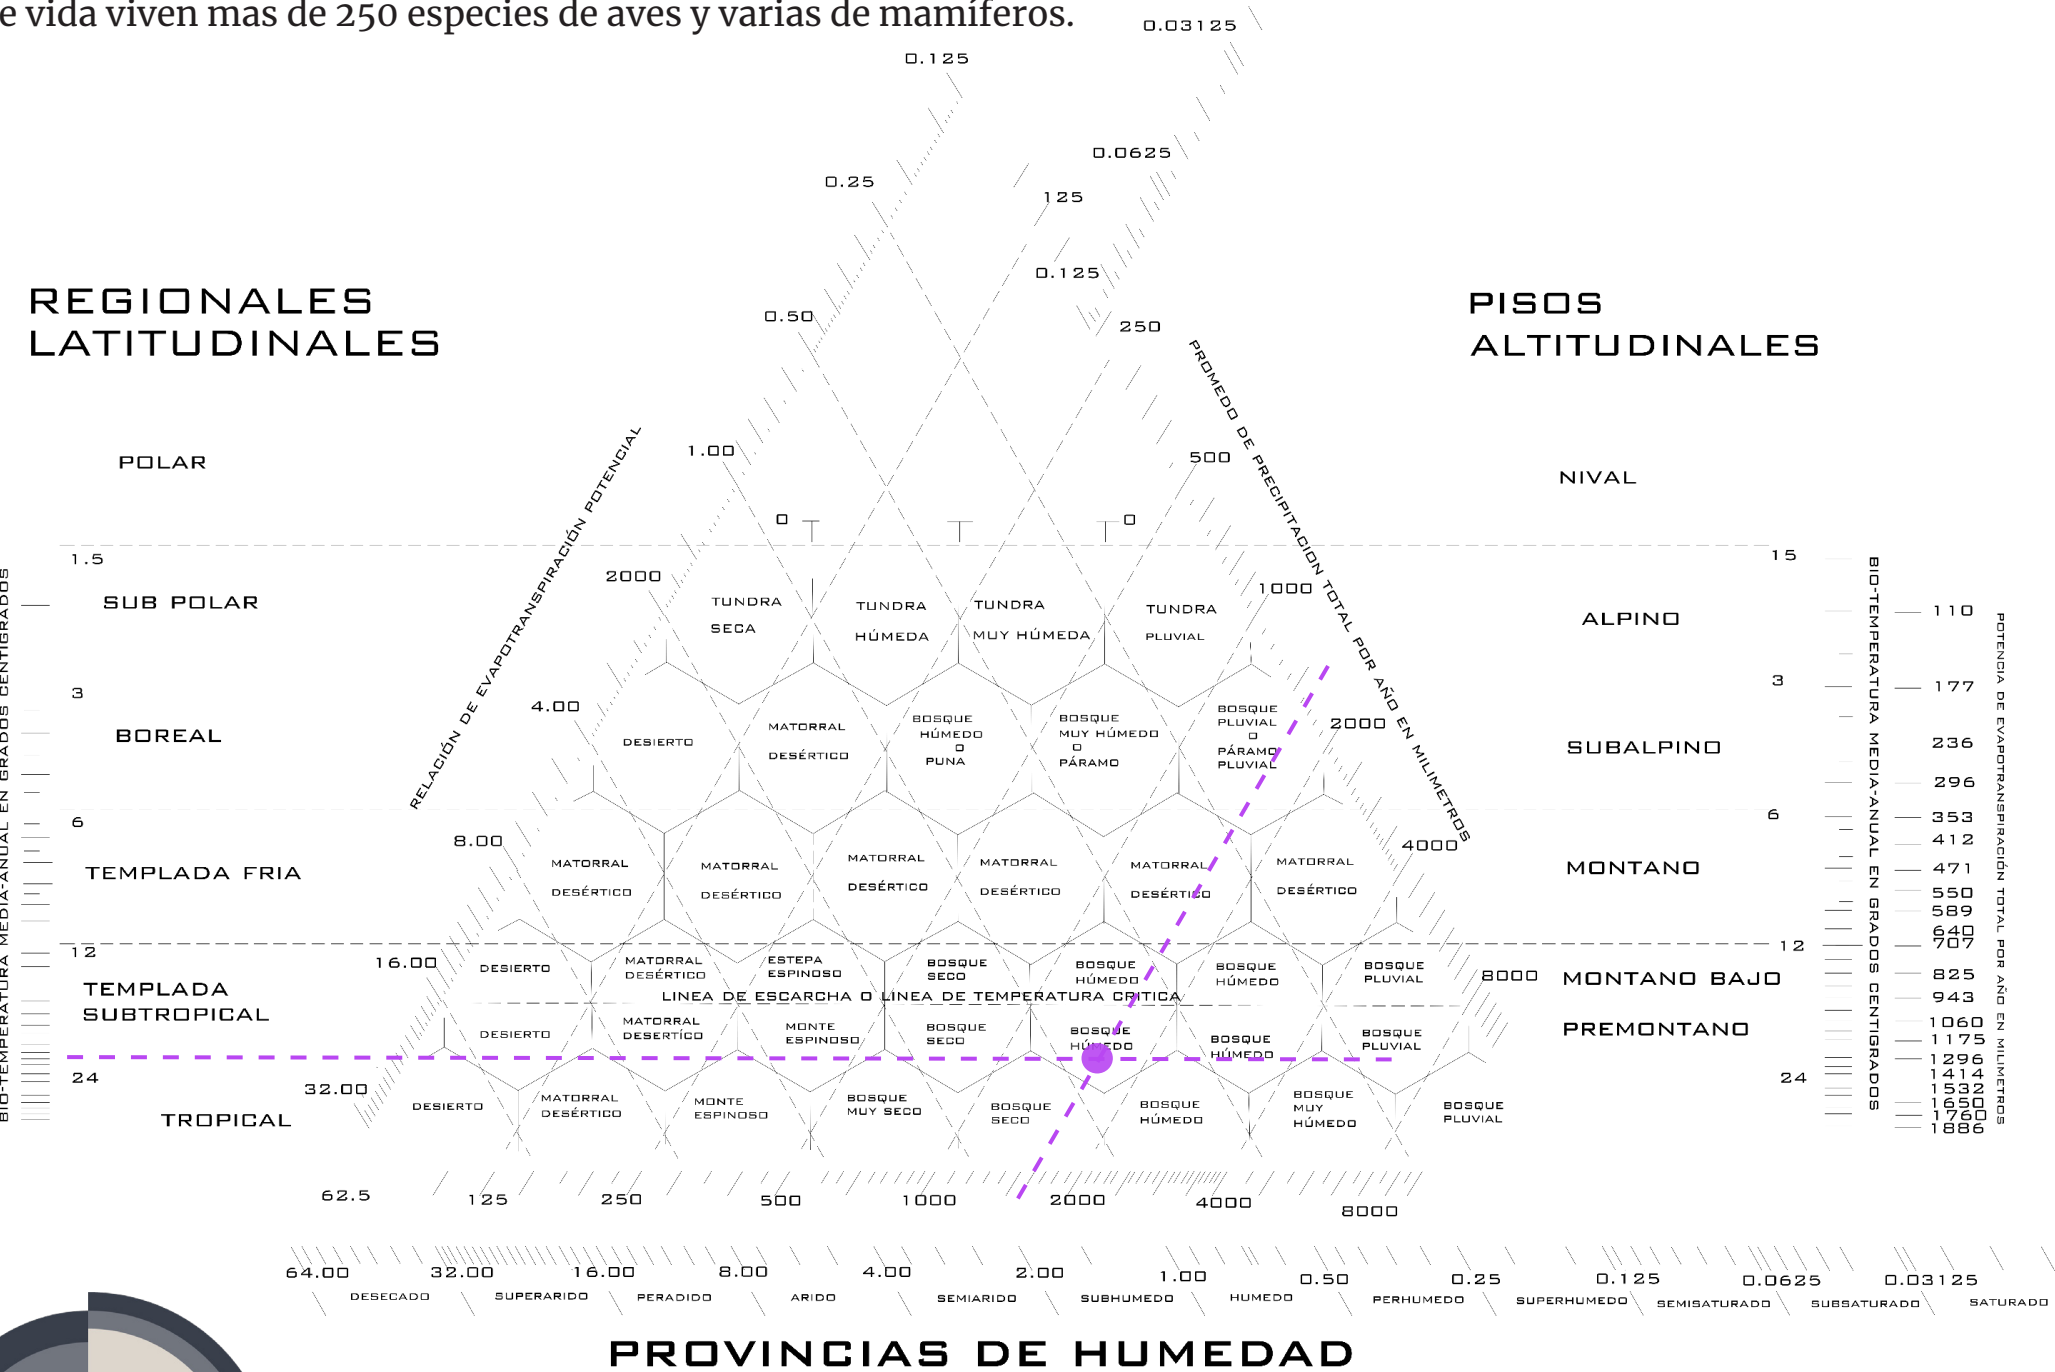 e vida viven mas de 250 especies de aves y varias de mamíferos.
0.03125
0.125
0.0625
0.25
125
0.125
0.50
250
REGIONALES
LATITUDINALES
PISOS
ALTITUDINALES
PROMEDO DE PRECIPITACION TOTAL POR AÑO EN MILIMETROS
RELACIÓN DE EVAPOTRANSPIRACIÓN POTENCIAL
1.00
500
POLAR
NIVAL
0
0
1.5
15
2000
1000
SUB POLAR
ALPINO
TUNDRA
SECA
TUNDRA
HÚMEDA
TUNDRA
MUY HÚMEDA
TUNDRA
PLUVIAL
3
3
4.00
2000
BOREAL
SUBALPINO
DESIERTO
MATORRAL
DESÉRTICO
BOSQUE
HÚMEDO
O
PUNA
BOSQUE
MUY HÚMEDO
O
PÁRAMO
BOSQUE
PLUVIAL
O
PÁRAMO
PLUVIAL
6
6
8.00
4000
TEMPLADA FRIA
MONTANO
MATORRAL
DESÉRTICO
MATORRAL
DESÉRTICO
MATORRAL
DESÉRTICO
MATORRAL
DESÉRTICO
MATORRAL
DESÉRTICO
MATORRAL
DESÉRTICO
12
12
16.00
8000
TEMPLADA
SUBTROPICAL
MONTANO BAJO
PREMONTANO
DESIERTO
MATORRAL
DESÉRTICO
ESTEPA
ESPINOSO
BOSQUE
SECO
BOSQUE
HÚMEDO
BOSQUE
HÚMEDO
BOSQUE
PLUVIAL
LINEA DE ESCARCHA O LINEA DE TEMPERATURA CRITICA
DESIERTO
MATORRAL
DESERTÍCO
MONTE
ESPINOSO
BOSQUE
SECO
BOSQUE
HÚMEDO
BOSQUE
HÚMEDO
BOSQUE
PLUVIAL
24
24
32.00
TROPICAL
DESIERTO
MATORRAL
DESÉRTICO
MONTE
ESPINOSO
BOSQUE
MUY SECO
BOSQUE
SECO
BOSQUE
HÚMEDO
BOSQUE
MUY
HÚMEDO
BOSQUE
PLUVIAL
BIO-TEMPERATURA MEDIA-ANUAL EN GRADOS CENTIGRADOS
BIO-TEMPERATURA MEDIA-ANUAL EN GRADOS CENTIGRADOS
110
177
236
296
353
412
471
550
589
640
707
825
943
1060
1175
1296
1414
1532
1650
1760
1886
POTENCIA DE EVAPOTRANSPIRACIÓN TOTAL POR AÑO EN MILIMETROS
62.5
125
250
500
1000
2000
4000
8000
64.00
32.00
16.00
8.00
4.00
2.00
1.00
0.50
0.25
0.125
0.0625
0.03125
DESECADO
SUPERARIDO
PERADIDO
ARIDO
SEMIARIDO
SUBHUMEDO
HUMEDO
PERHUMEDO
SUPERHUMEDO
SEMISATURADO
SUBSATURADO
SATURADO
PROVINCIAS DE HUMEDAD